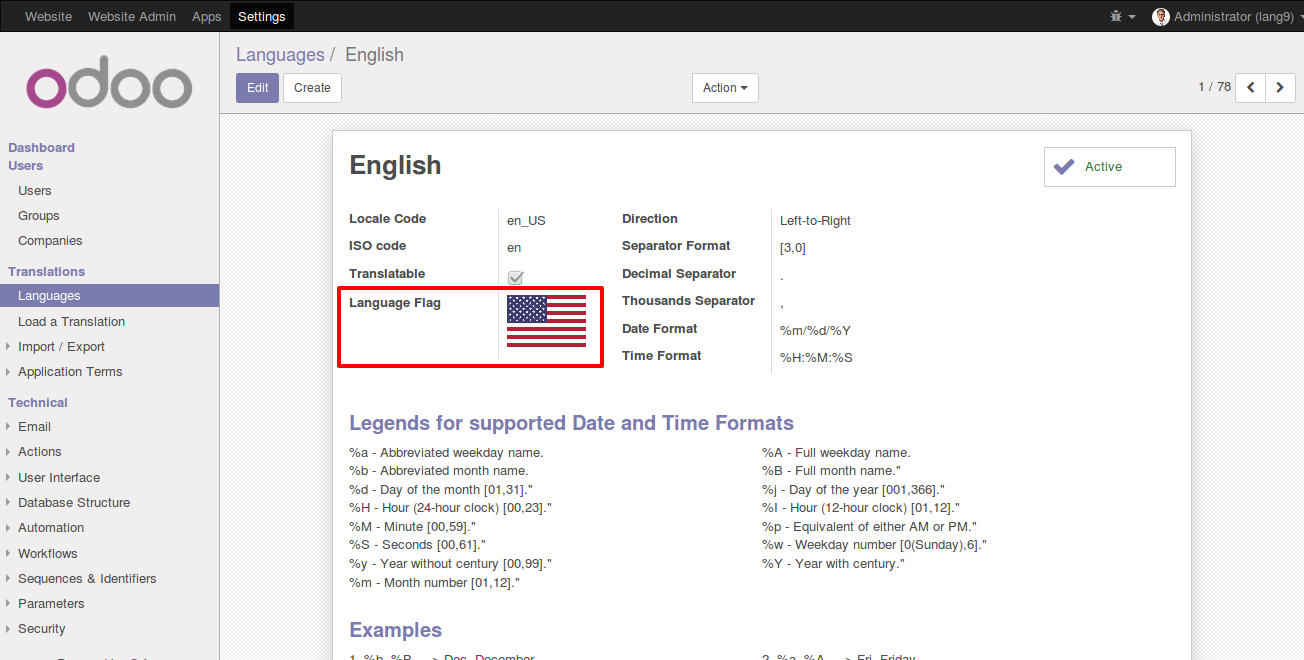 Website Website Admin Apps Settings Administrator (lang9)
odoo
Languages / English
Edit Create Action 1 / 78
Dashboard
Users
Users
Groups
Companies
Translations
Languages
Load a Translation
Import / Export
Application Terms
Technical
Email
Actions
User Interface
Database Structure
Automation
Workflows
Sequences & Identifiers
Parameters
Security
English
Active
Locale Code en_US
ISO code en
Translatable
Language Flag
Direction Left-to-Right
Separator Format [3,0]
Decimal Separator .
Thousands Separator ,
Date Format %m/%d/%Y
Time Format %H:%M:%S
Legends for supported Date and Time Formats
%a - Abbreviated weekday name.
%b - Abbreviated month name.
%d - Day of the month [01,31]."
%H - Hour (24-hour clock) [00,23]."
%M - Minute [00,59]."
%S - Seconds [00,61]."
%y - Year without century [00,99]."
%m - Month number [01,12]."
%A - Full weekday name.
%B - Full month name."
%j - Day of the year [001,366]."
%I - Hour (12-hour clock) [01,12]."
%p - Equivalent of either AM or PM."
%w - Weekday number [0(Sunday),6]."
%Y - Year with century."
Examples
1. %b, %B ---> Dec, December
2. %a, %A ---> Fri, Friday